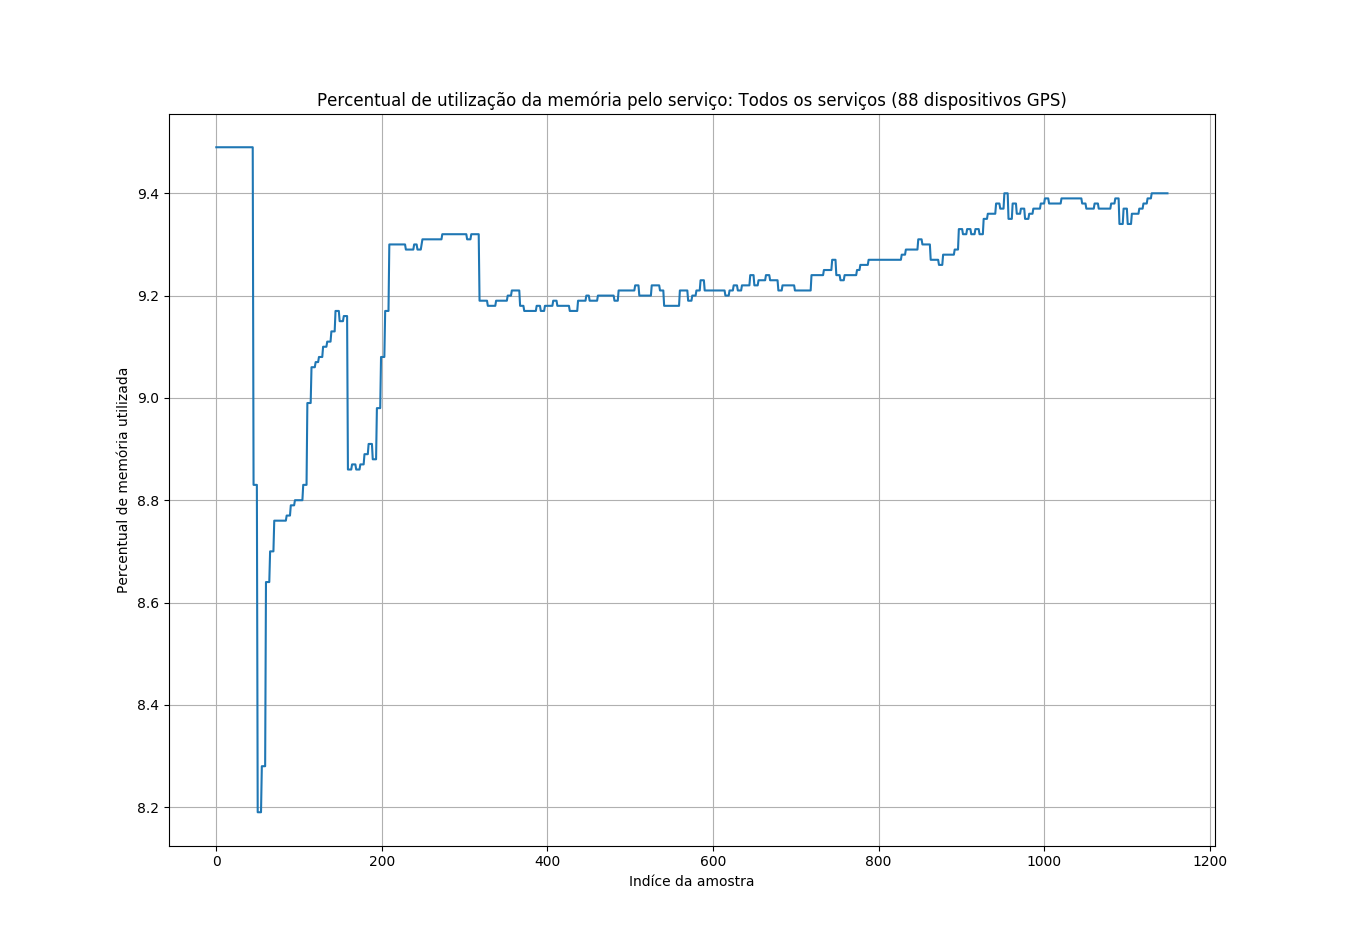 Percentual de utilização da memória pelo serviço: Todos os serviços (88 dispositivos GPS)
9.4
9.2
9.0
8.8
8.6
8.4
8.2
Percentual de memória utilizada
0 200 400 600 800 1000 1200
Indíce da amostra